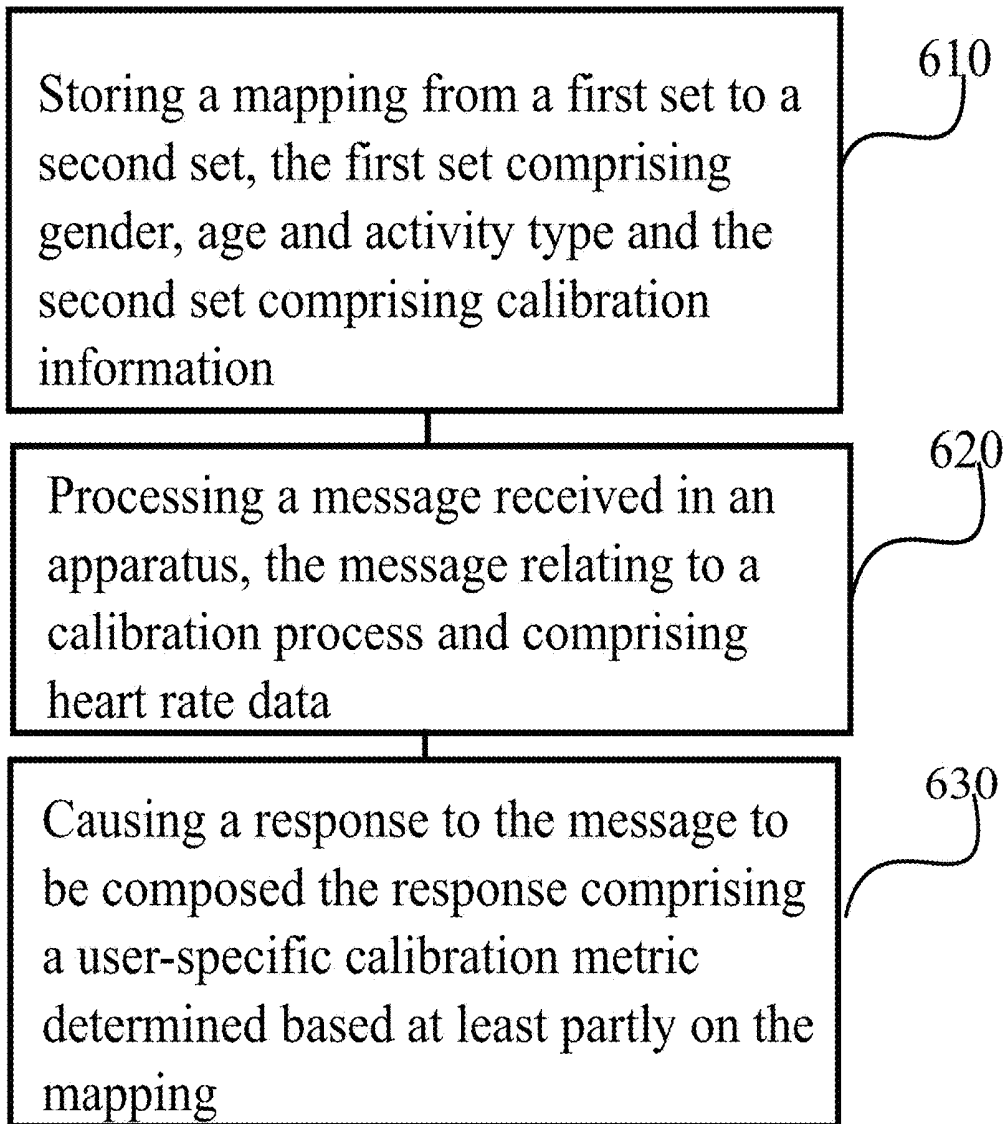 610
Storing a mapping from a first set to a
second set, the first set comprising
gender, age and activity type and the
second set comprising calibration
information
620
Processing a message received in an
apparatus, the message relating to a
calibration process and comprising
heart rate data
630
Causing a response to the message to
be composed the response comprising
a user-specific calibration metric
determined based at least partly on the
mapping